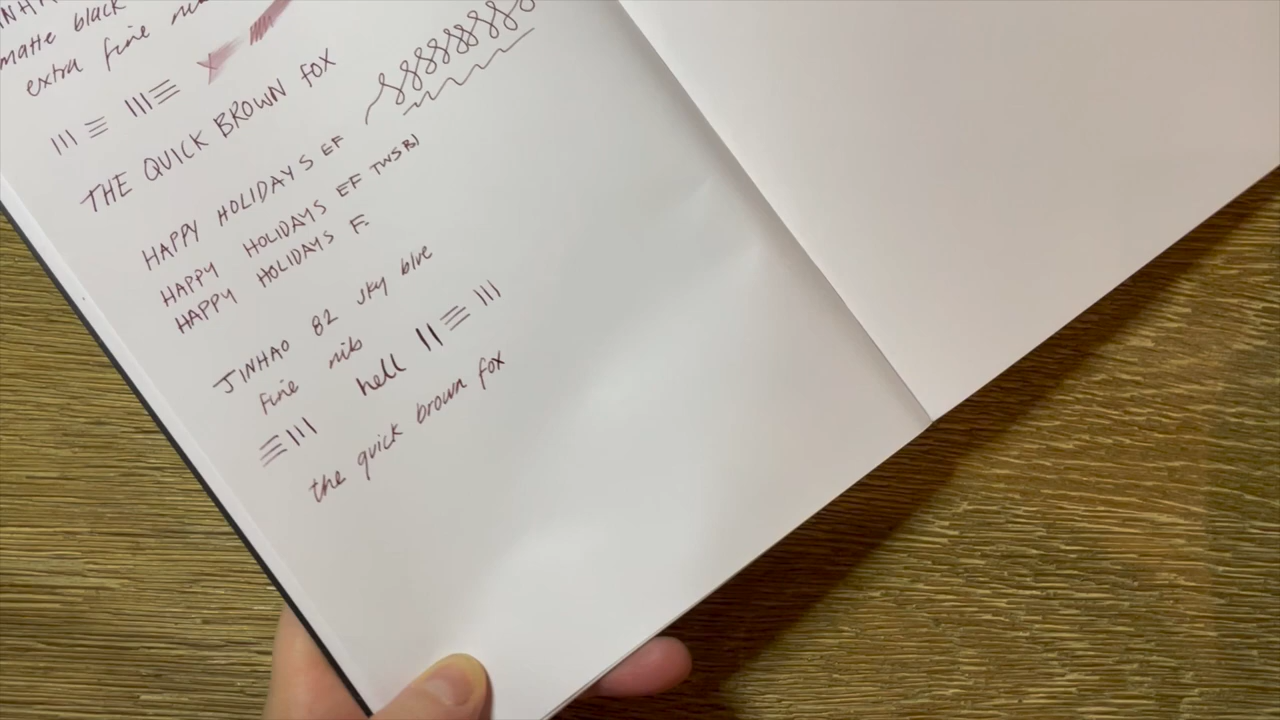 matte black
extra fine
THE QUICK BROWN FOX
HAPPY HOLIDAYS EF
HAPPY HOLIDAYS EF TWSBI
HAPPY HOLIDAYS F
JINHAO 82 sky blue
fine nib
hell
the quick brown fox